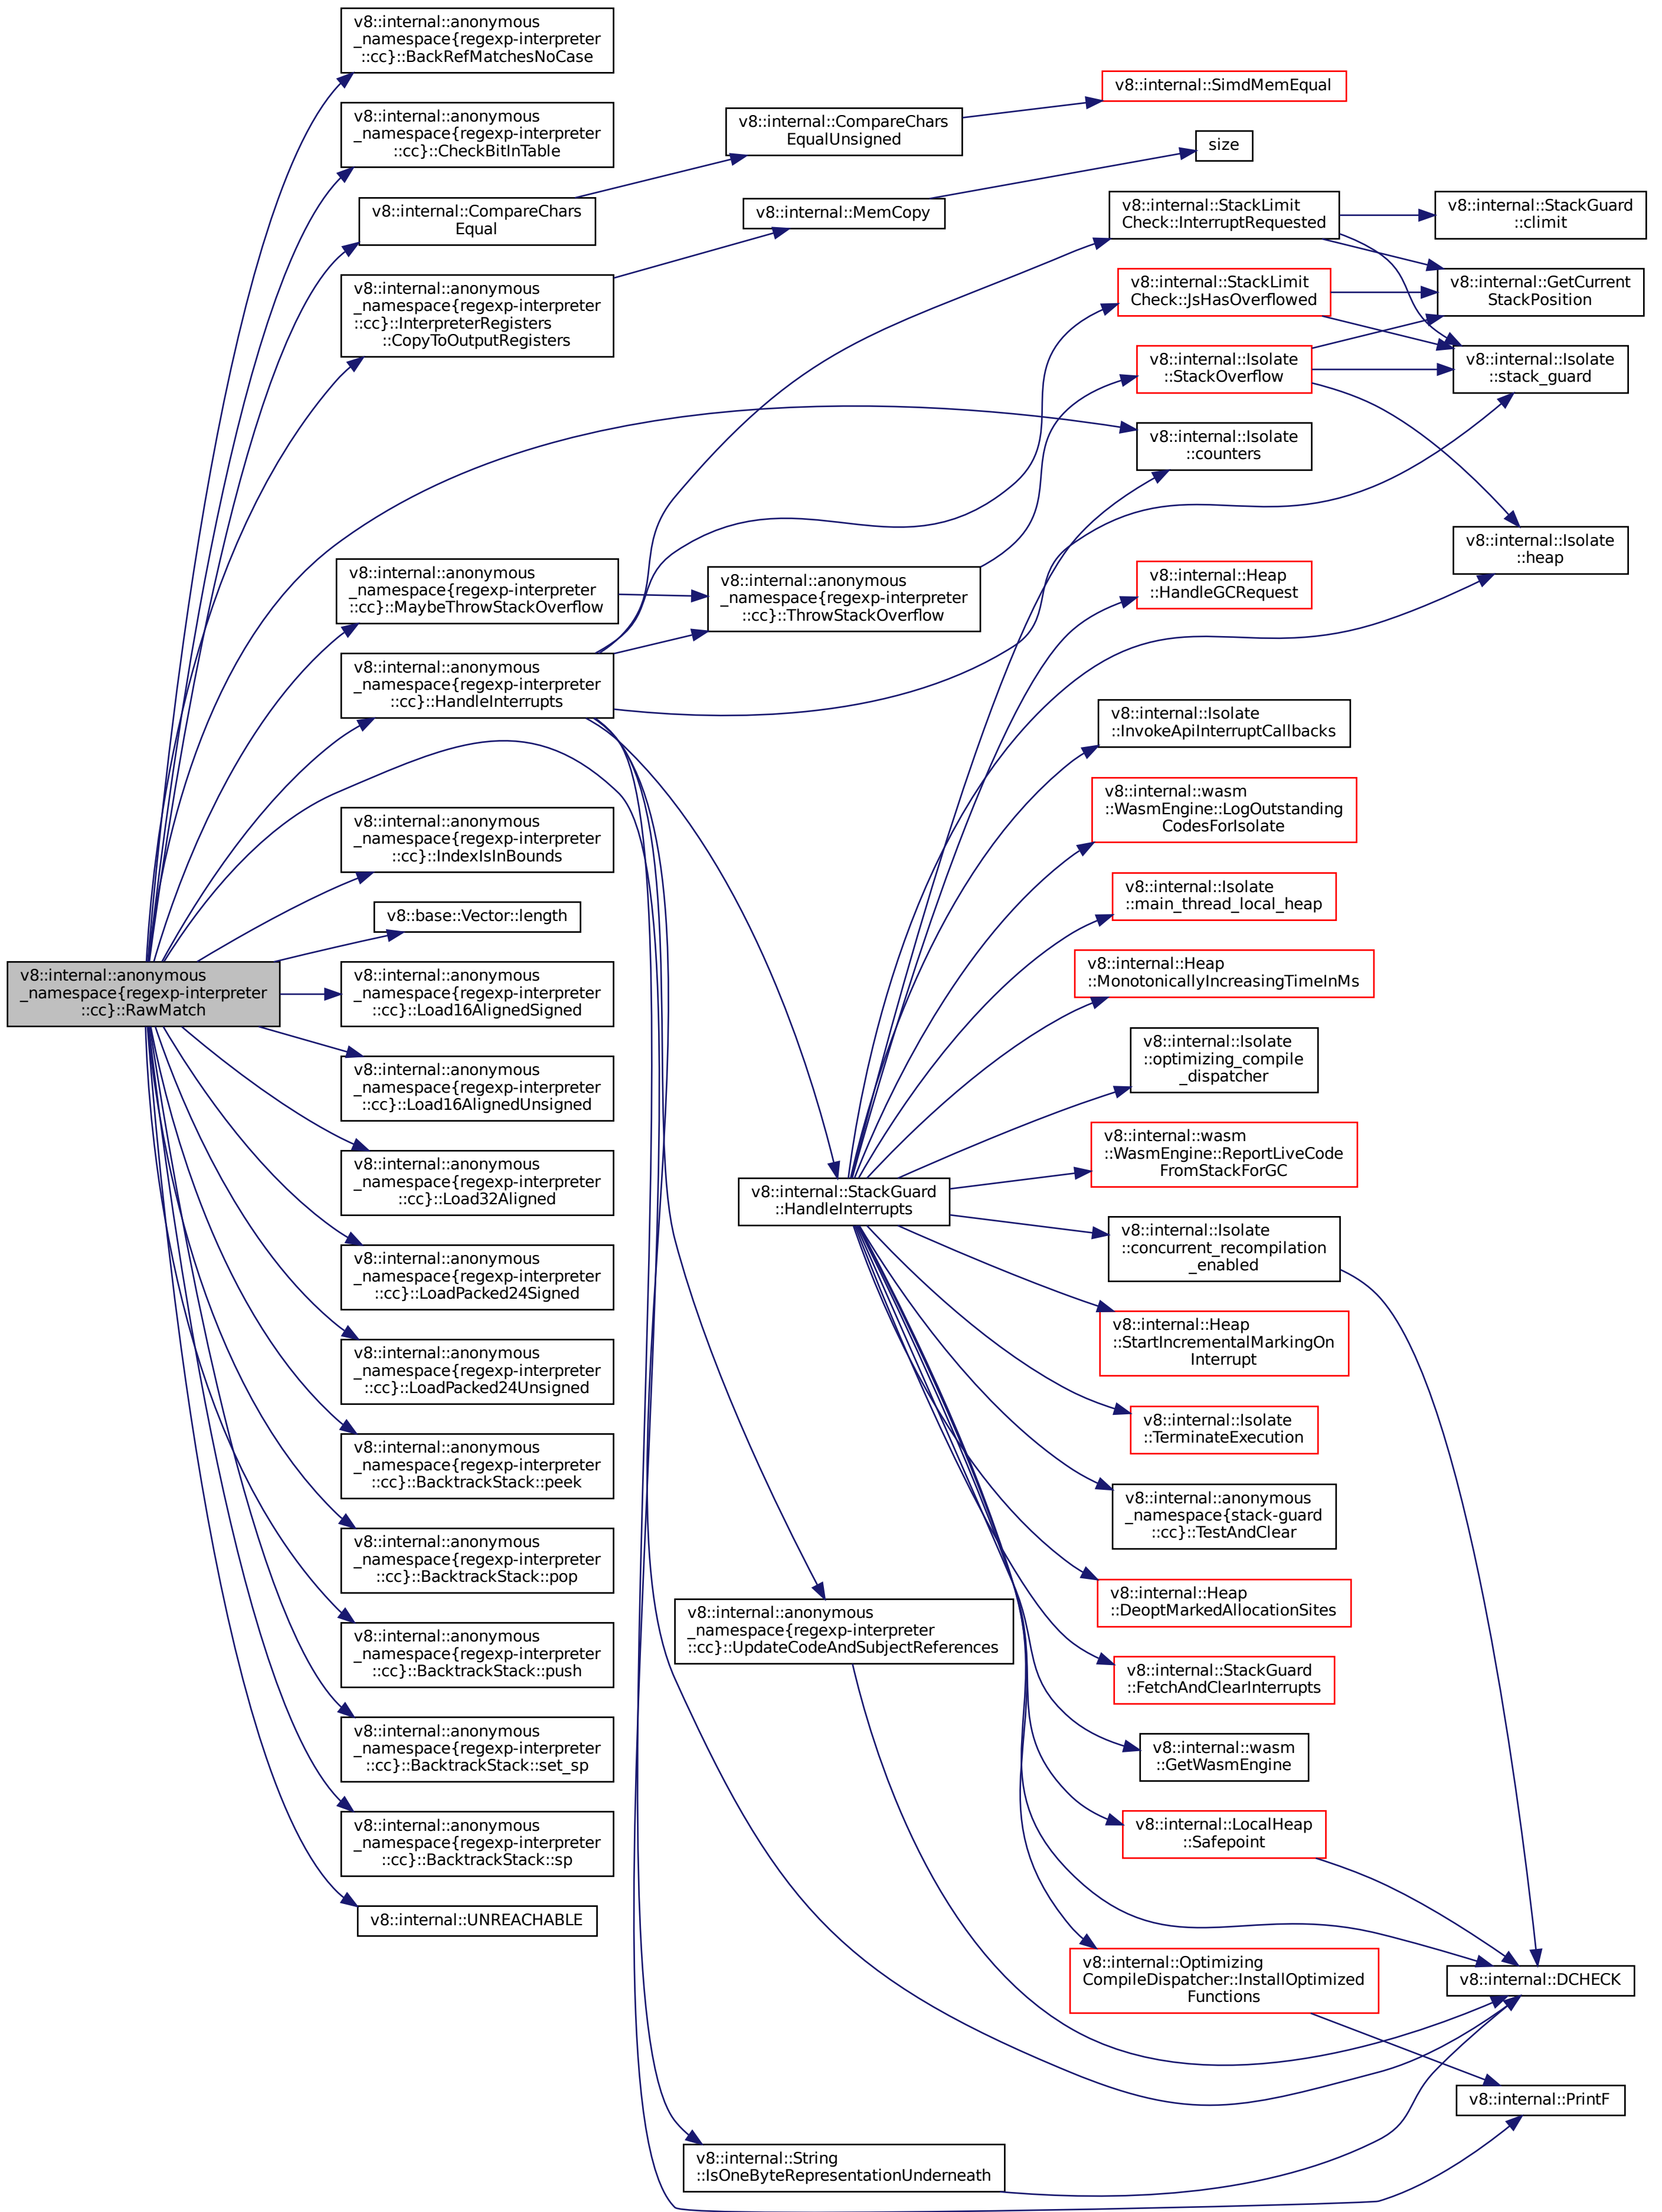 v8::internal::anonymous
_namespace{regexp-interpreter
::cc}::BackRefMatchesNoCase
v8::internal::SimdMemEqual
v8::internal::anonymous
_namespace{regexp-interpreter
::cc}::CheckBitInTable
v8::internal::CompareChars
EqualUnsigned
size
v8::internal::CompareChars
Equal
v8::internal::MemCopy
v8::internal::StackLimit
Check::InterruptRequested
v8::internal::StackGuard
::climit
v8::internal::anonymous
_namespace{regexp-interpreter
::cc}::InterpreterRegisters
::CopyToOutputRegisters
v8::internal::StackLimit
Check::JsHasOverflowed
v8::internal::GetCurrent
StackPosition
v8::internal::Isolate
::StackOverflow
v8::internal::Isolate
::stack_guard
v8::internal::Isolate
::counters
v8::internal::Isolate
::heap
v8::internal::anonymous
_namespace{regexp-interpreter
::cc}::MaybeThrowStackOverflow
v8::internal::anonymous
_namespace{regexp-interpreter
::cc}::ThrowStackOverflow
v8::internal::Heap
::HandleGCRequest
v8::internal::anonymous
_namespace{regexp-interpreter
::cc}::HandleInterrupts
v8::internal::Isolate
::InvokeApiInterruptCallbacks
v8::internal::wasm
::WasmEngine::LogOutstanding
CodesForIsolate
v8::internal::anonymous
_namespace{regexp-interpreter
::cc}::IndexIsInBounds
v8::internal::Isolate
::main_thread_local_heap
v8::base::Vector::length
v8::internal::anonymous
_namespace{regexp-interpreter
::cc}::RawMatch
v8::internal::anonymous
_namespace{regexp-interpreter
::cc}::Load16AlignedSigned
v8::internal::Heap
::MonotonicallyIncreasingTimeInMs
v8::internal::anonymous
_namespace{regexp-interpreter
::cc}::Load16AlignedUnsigned
v8::internal::Isolate
::optimizing_compile
_dispatcher
v8::internal::anonymous
_namespace{regexp-interpreter
::cc}::Load32Aligned
v8::internal::StackGuard
::HandleInterrupts
v8::internal::wasm
::WasmEngine::ReportLiveCode
FromStackForGC
v8::internal::anonymous
_namespace{regexp-interpreter
::cc}::LoadPacked24Signed
v8::internal::Isolate
::concurrent_recompilation
_enabled
v8::internal::anonymous
_namespace{regexp-interpreter
::cc}::LoadPacked24Unsigned
v8::internal::Heap
::StartIncrementalMarkingOn
Interrupt
v8::internal::anonymous
_namespace{regexp-interpreter
::cc}::BacktrackStack::peek
v8::internal::Isolate
::TerminateExecution
v8::internal::anonymous
_namespace{stack-guard
::cc}::TestAndClear
v8::internal::anonymous
_namespace{regexp-interpreter
::cc}::BacktrackStack::pop
v8::internal::Heap
::DeoptMarkedAllocationSites
v8::internal::anonymous
_namespace{regexp-interpreter
::cc}::BacktrackStack::push
v8::internal::anonymous
_namespace{regexp-interpreter
::cc}::UpdateCodeAndSubjectReferences
v8::internal::StackGuard
::FetchAndClearInterrupts
v8::internal::anonymous
_namespace{regexp-interpreter
::cc}::BacktrackStack::set_sp
v8::internal::wasm
::GetWasmEngine
v8::internal::anonymous
_namespace{regexp-interpreter
::cc}::BacktrackStack::sp
v8::internal::LocalHeap
::Safepoint
v8::internal::UNREACHABLE
v8::internal::Optimizing
CompileDispatcher::InstallOptimized
Functions
v8::internal::DCHECK
v8::internal::PrintF
v8::internal::String
::IsOneByteRepresentationUnderneath